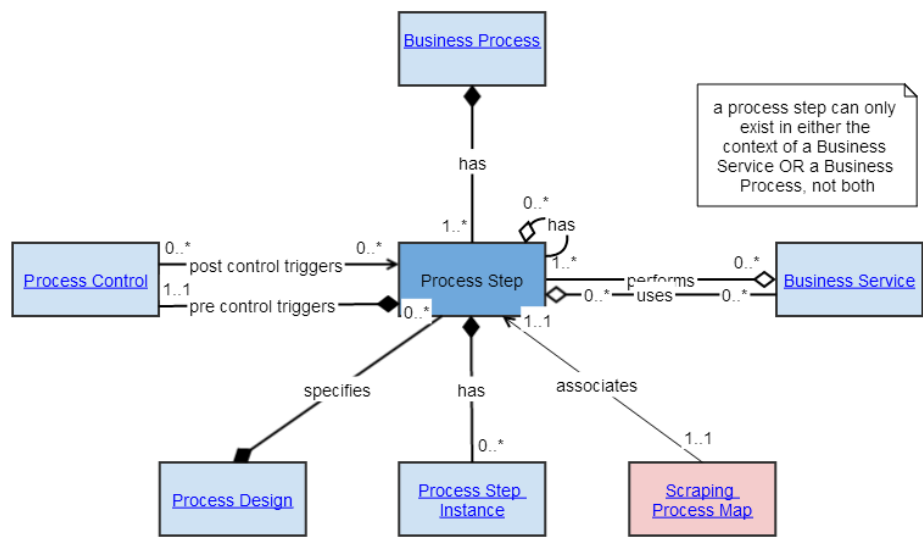 Business Process
a process step can only
exist in either the
context of a Business
Service OR a Business
Process, not both
has
0..*
has
1..*
0..*
0..*
1..*
0..*
Process Control
post control triggers
Process Step
performs
Business Service
1..1
pre control triggers
0..*
0..*
uses
0..*
1..1
specifies
has
associates
0..*
1..1
Process Design
Process Step
Instance
Scraping
Process Map